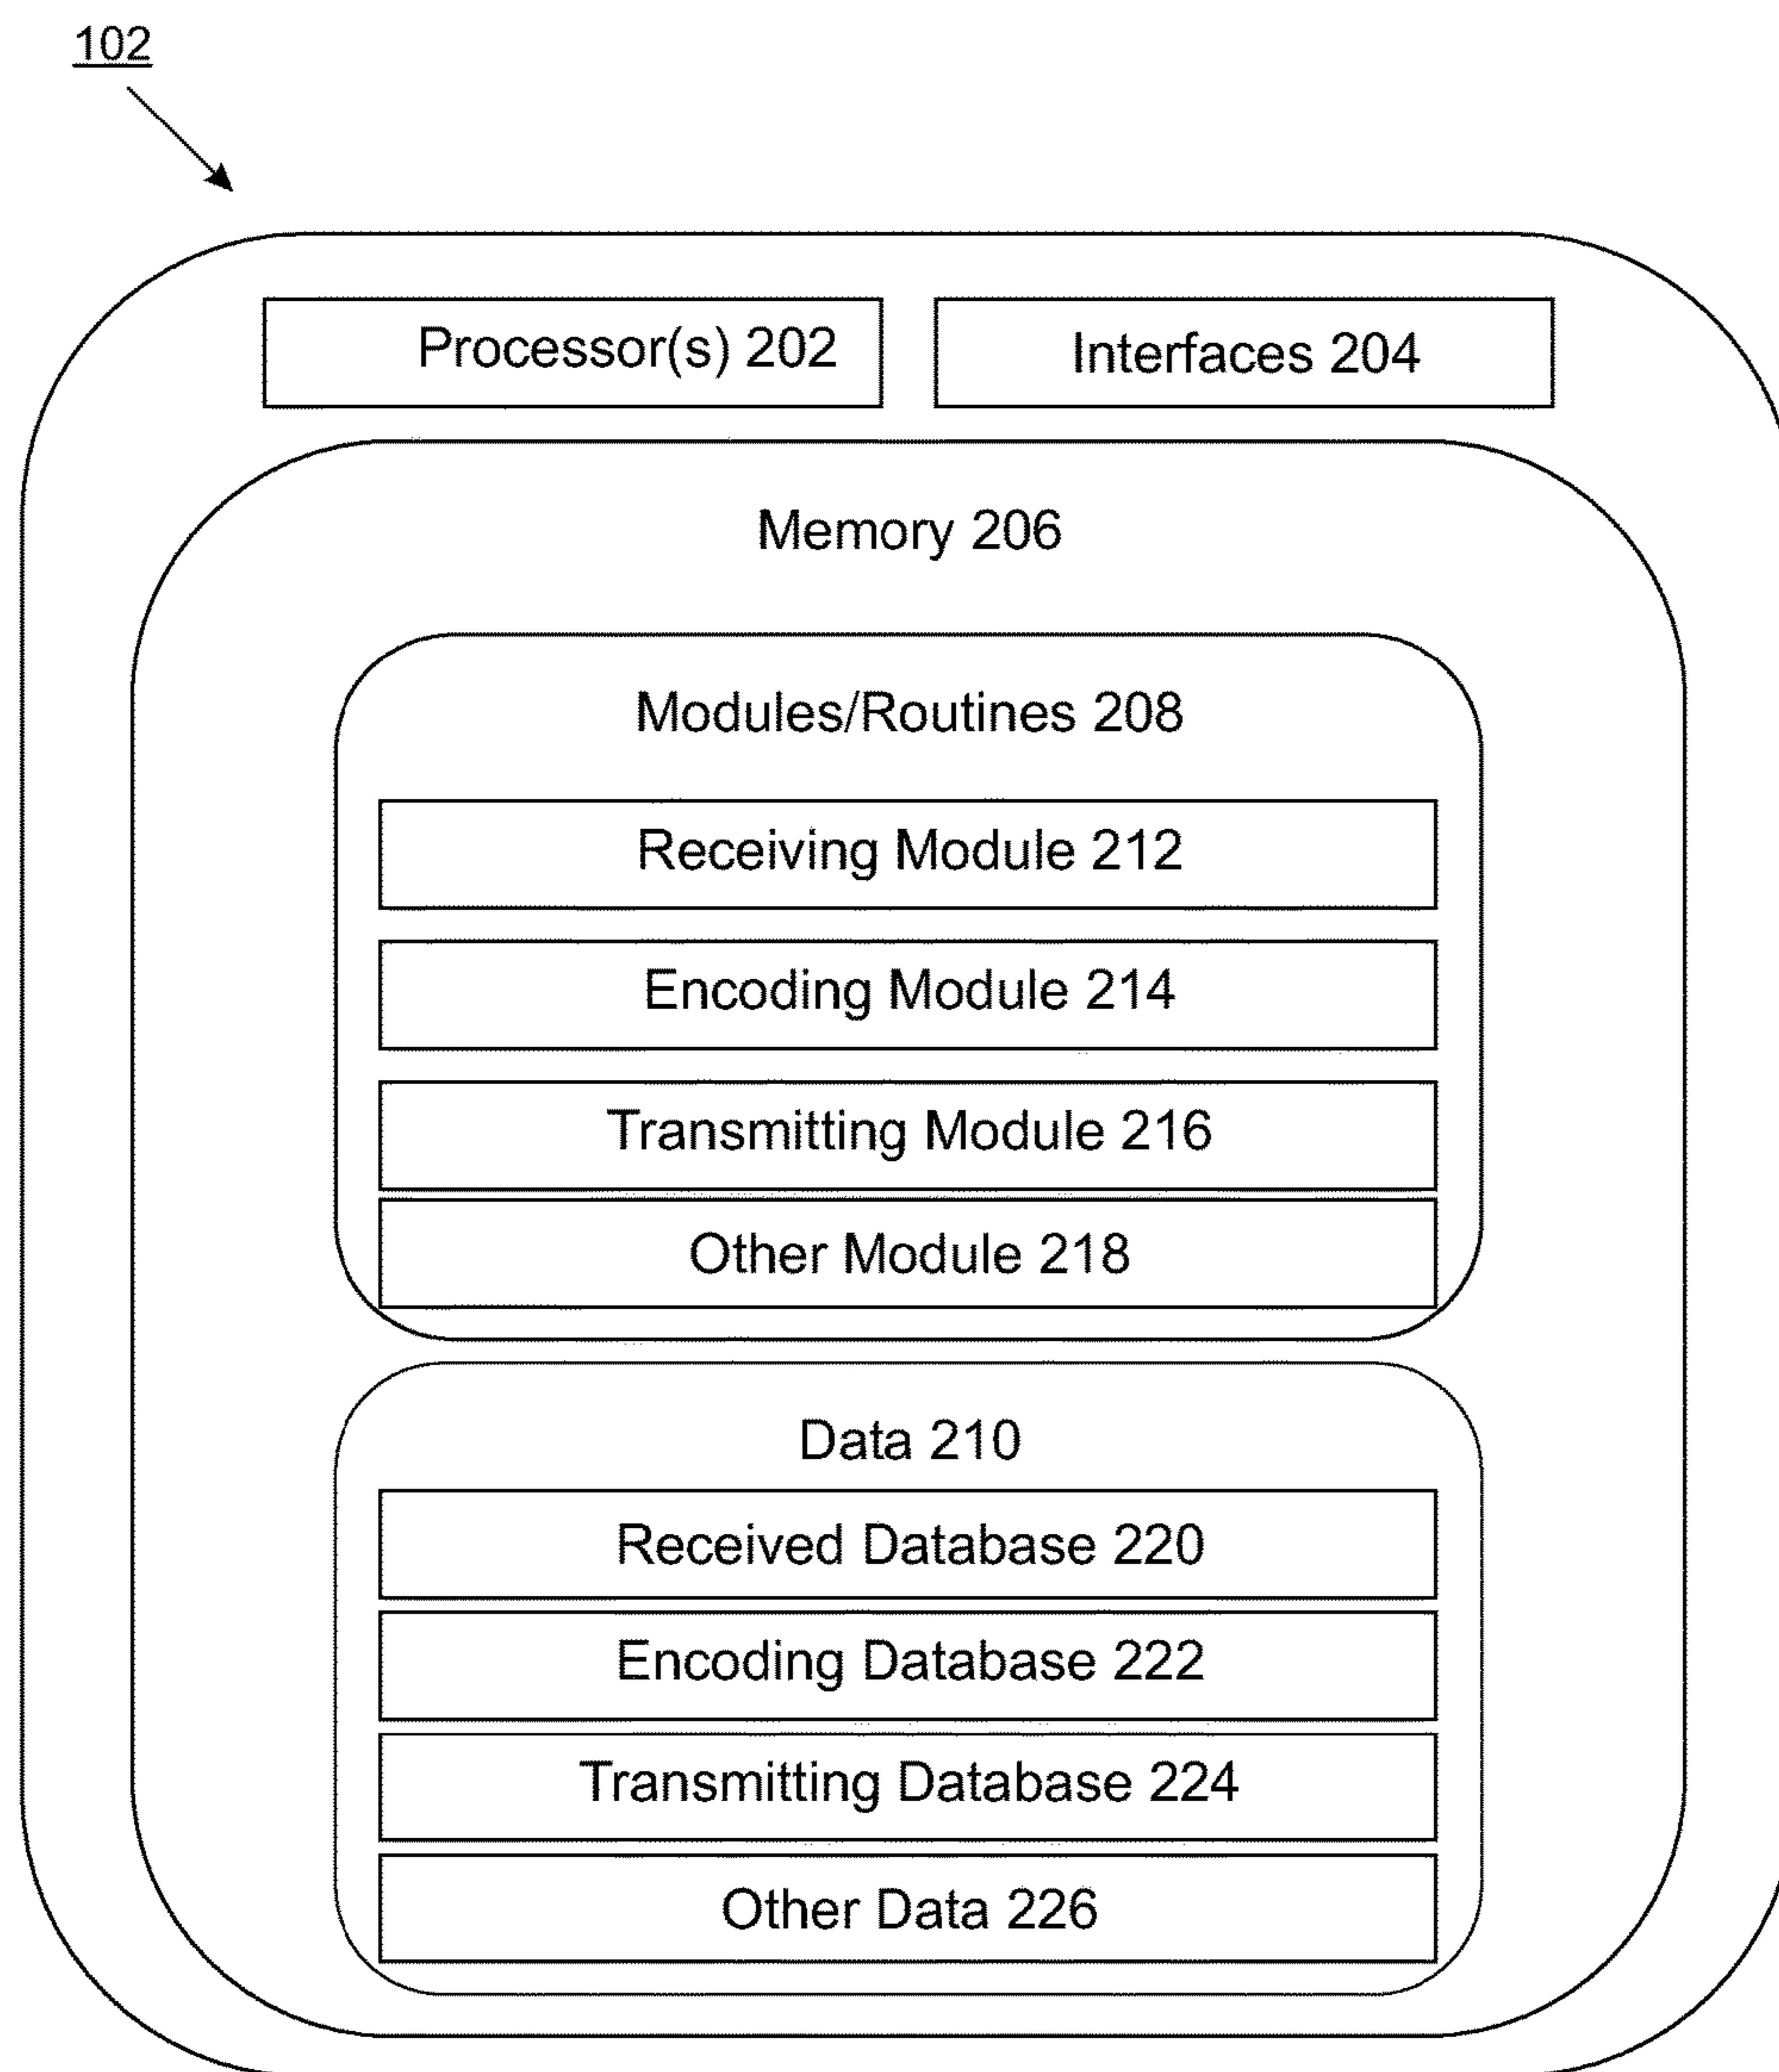 102
Processor(s) 202
Interfaces 204
Memory 206
Modules/Routines 208
Receiving Module 212
Encoding Module 214
Transmitting Module 216
Other Module 218
Data 210
Received Database 220
Encoding Database 222
Transmitting Database 224
Other Data 226